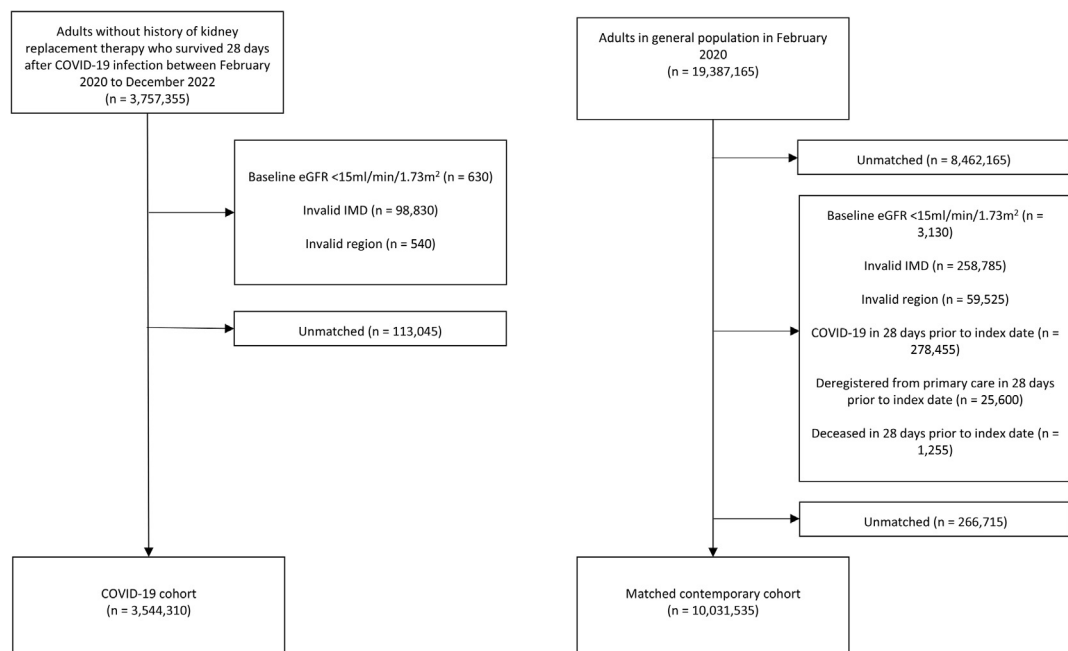 Adults without history of kidney
replacement therapy who survived 28 days
after COVID-19 infection between February
2020 to December 2022
(n = 3,757,355)
Baseline eGFR <15ml/min/1.73m² (n = 630)
Invalid IMD (n = 98,830)
Invalid region (n = 540)
Unmatched (n = 113,045)
COVID-19 cohort
(n = 3,544,310)
Adults in general population in February
2020
(n = 19,387,165)
Unmatched (n = 8,462,165)
Baseline eGFR <15ml/min/1.73m² (n =
3,130)
Invalid IMD (n = 258,785)
Invalid region (n = 59,525)
COVID-19 in 28 days prior to index date (n =
278,455)
Deregistered from primary care in 28 days
prior to index date (n = 25,600)
Deceased in 28 days prior to index date (n =
1,255)
Unmatched (n = 266,715)
Matched contemporary cohort
(n = 10,031,535)